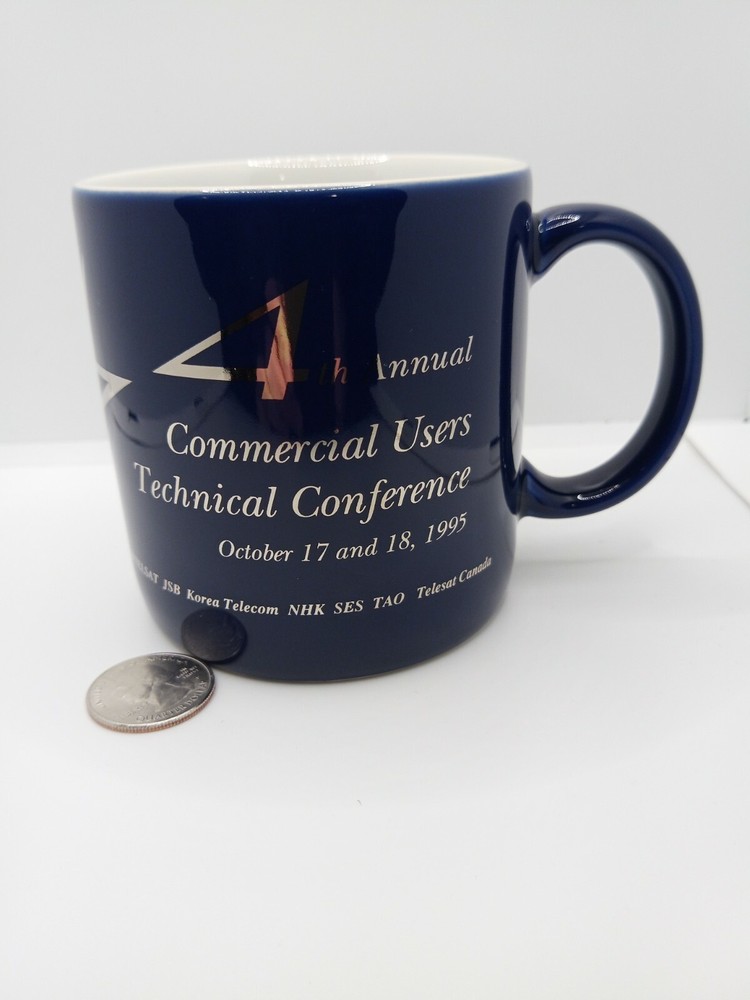 4th Annual
Commercial Users
Technical Conference
October 17 and 18, 1995
JSB Korea Telecom NHK SES TAO Telesat Canada